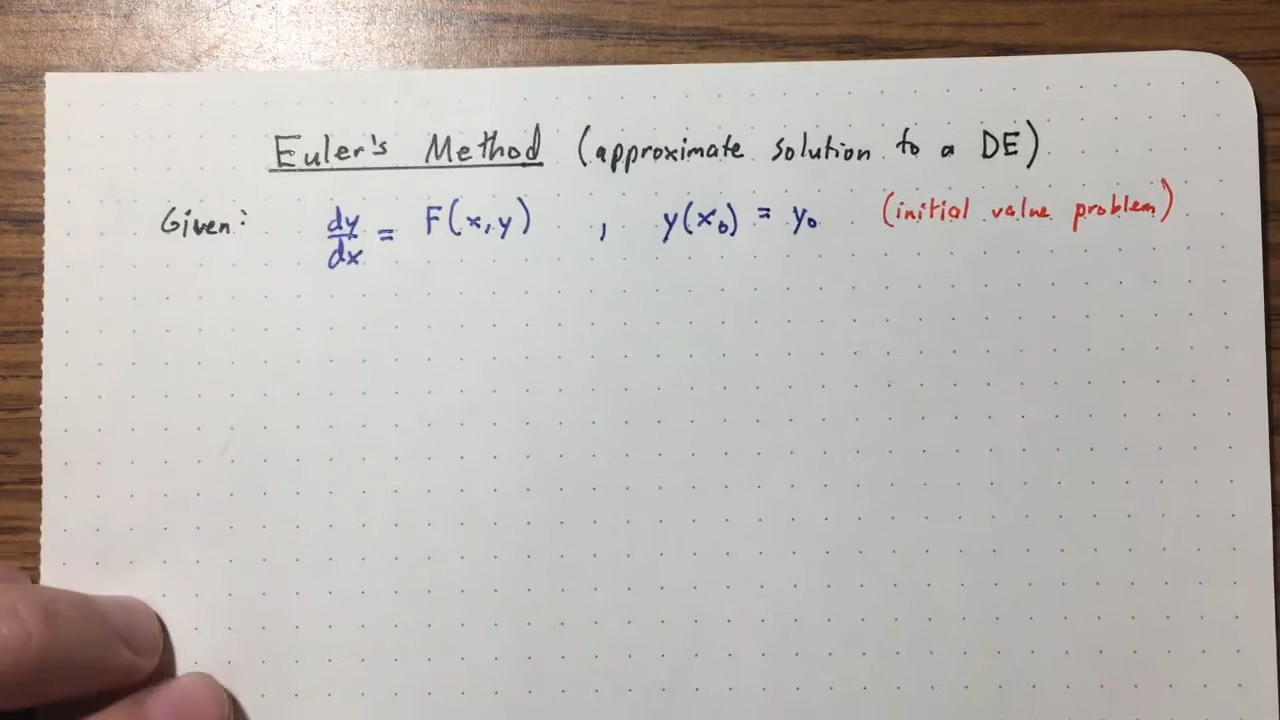 Euler's Method (approximate solution to a DE)
Given: dy/dx = F(x,y) , y(x₀) = y₀ (initial value problem)